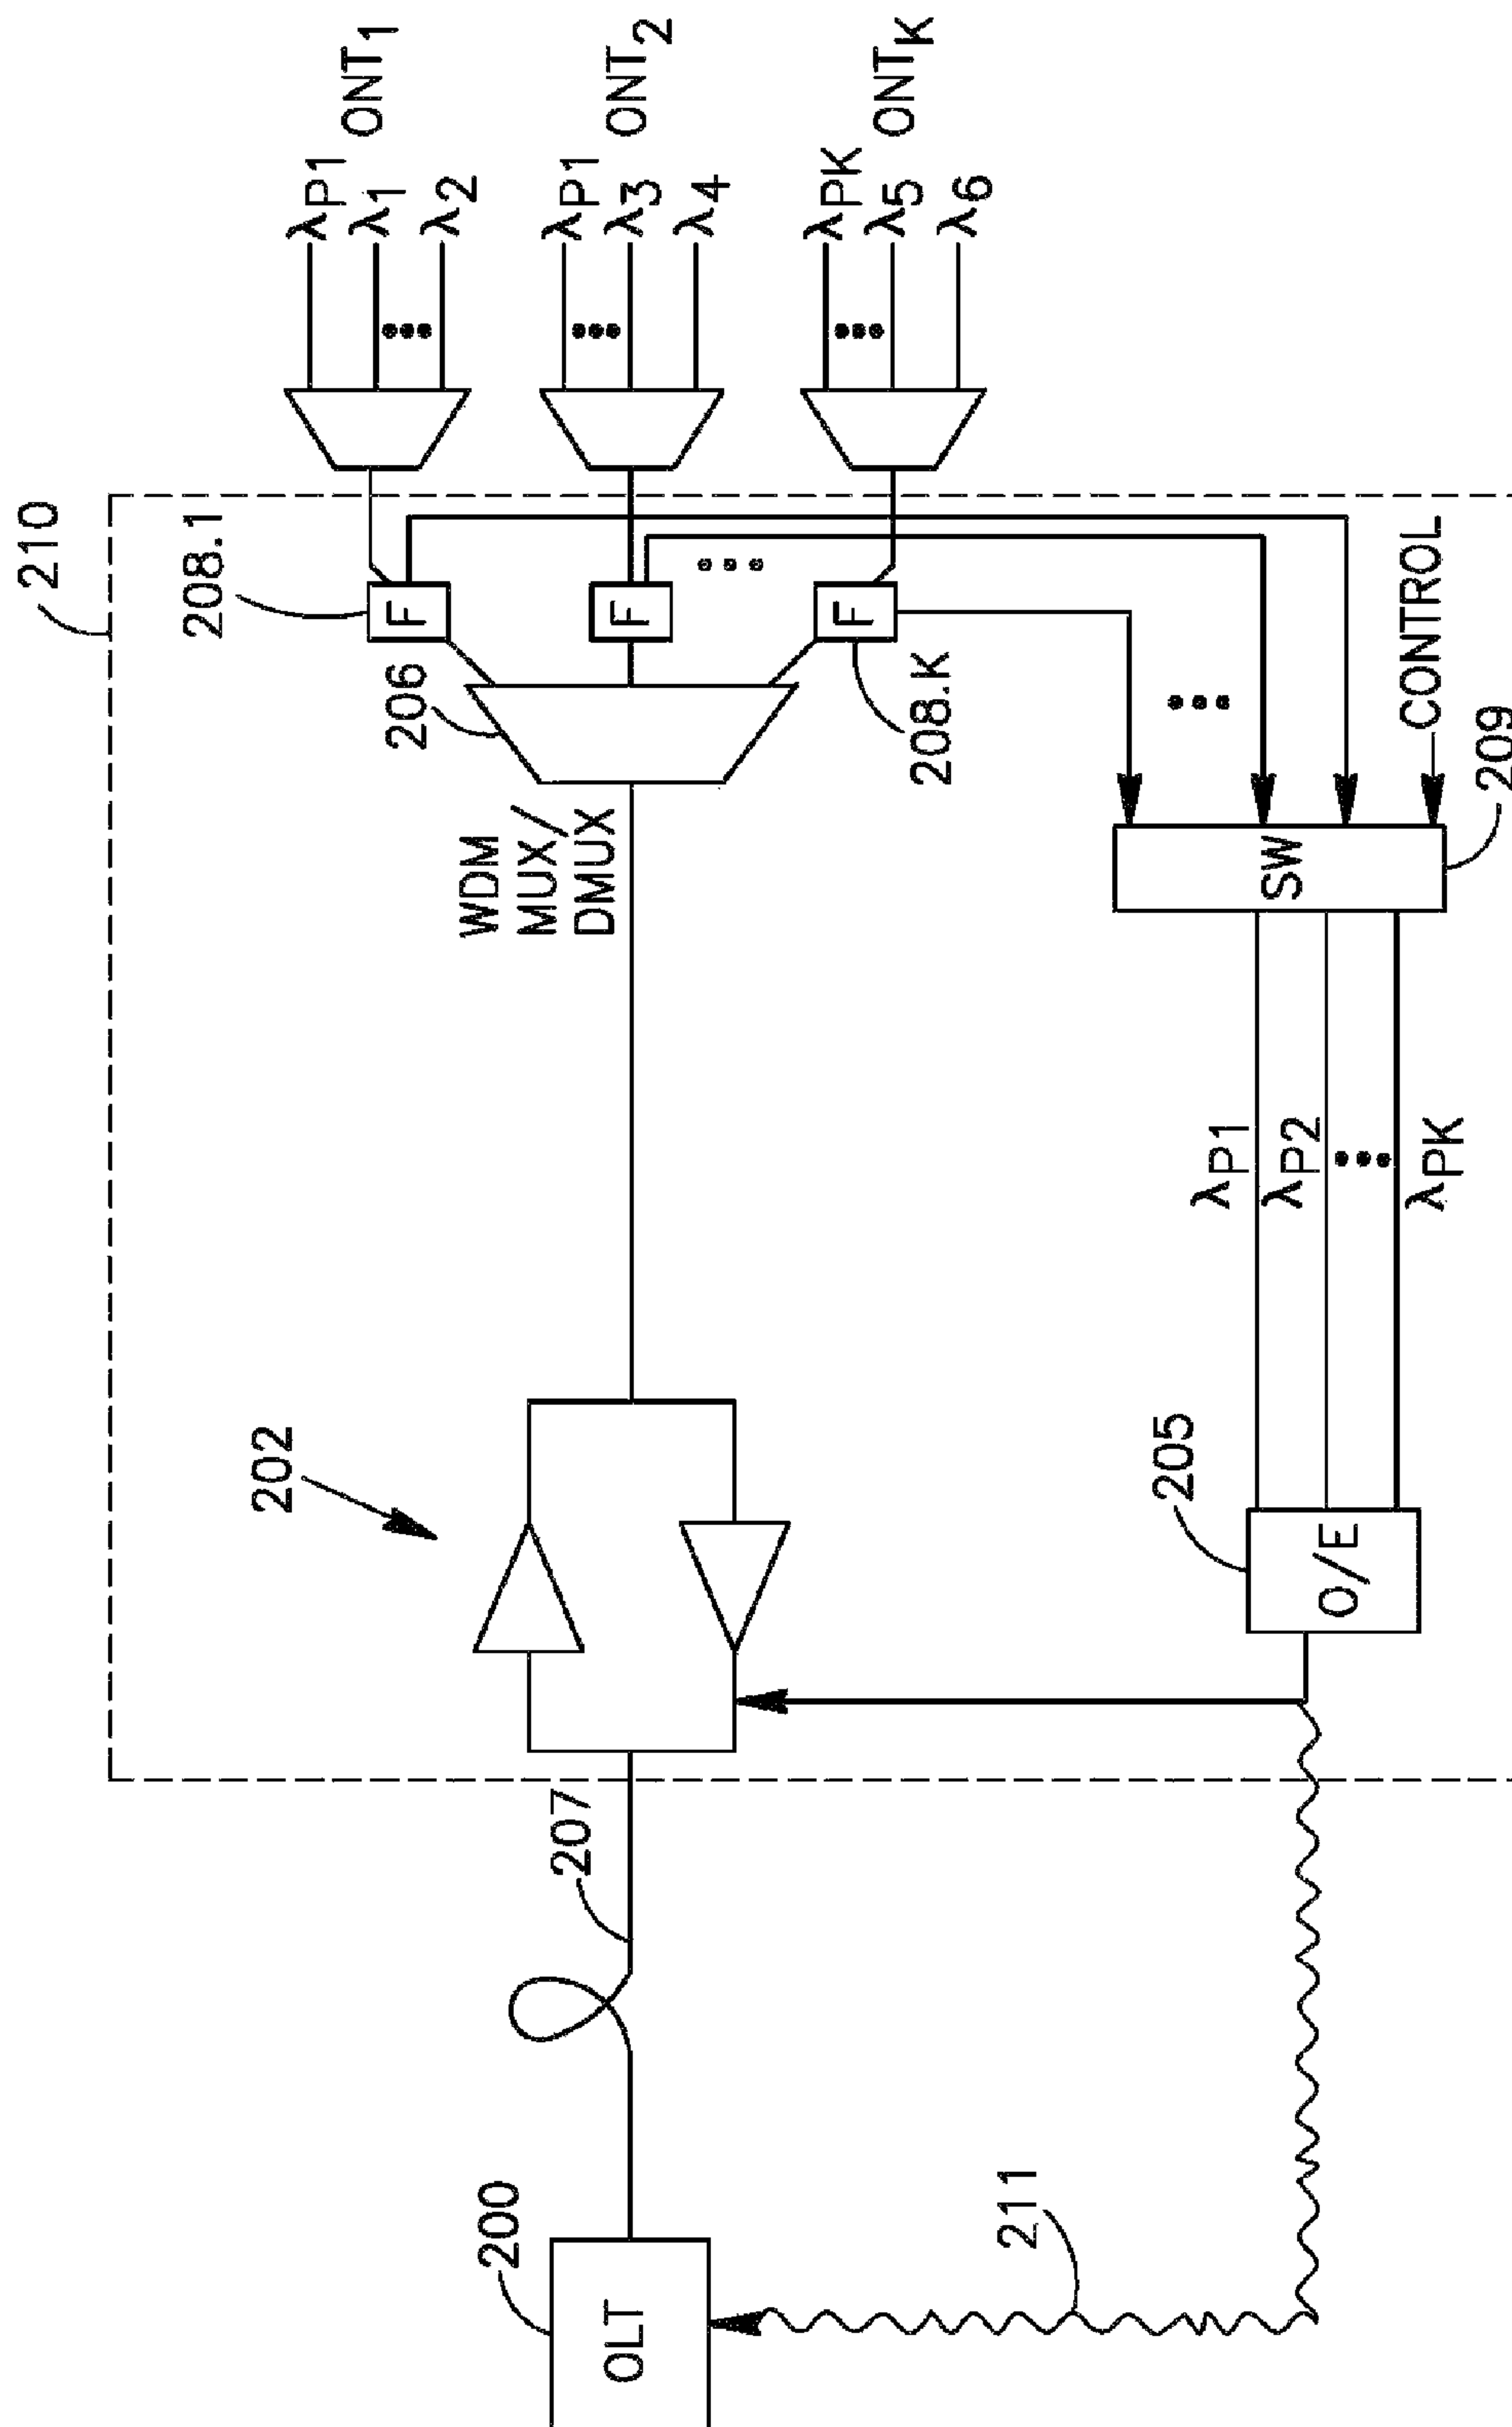 210
λP1
λ1
λ2
ONT1
λP1
λ3
λ4
ONT2
λPK
λ5
λ6
ONTK
208.1
F
F
F
206
208.K
WDM
MUX/
DMUX
CONTROL
209
SW
202
λP1
λP2
λPK
205
O/E
207
200
OLT
211